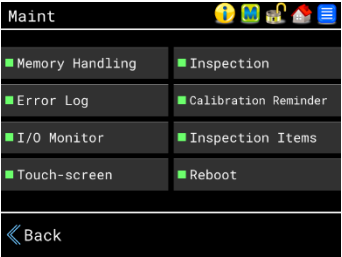 Maint
i M
Memory Handling
Inspection
Error Log
Calibration Reminder
I/O Monitor
Inspection Items
Touch-screen
Reboot
Back